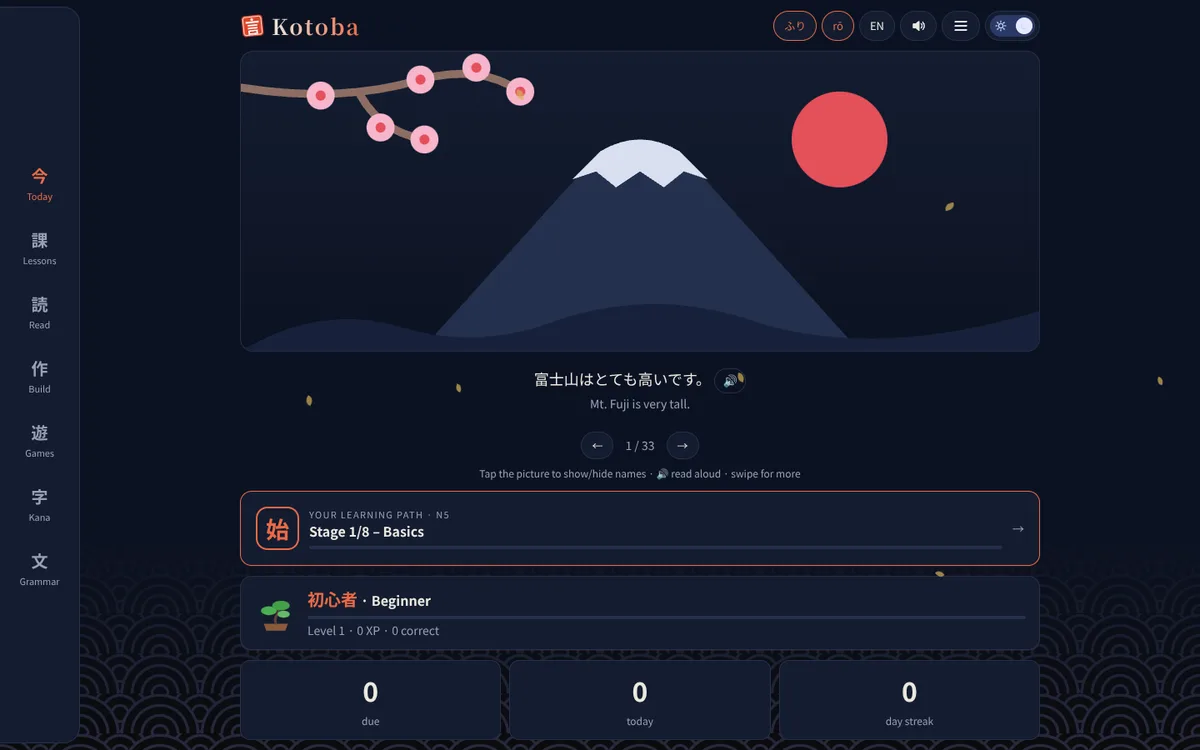 言 Kotoba
ふり rō EN
今
Today
課
Lessons
読
Read
作
Build
遊
Games
字
Kana
文
Grammar
富士山はとても高いです。 🔊
Mt. Fuji is very tall.
← 1 / 33 →
Tap the picture to show/hide names · 🔊 read aloud · swipe for more
始
YOUR LEARNING PATH · N5
Stage 1/8 – Basics →
初心者 · Beginner
Level 1 · 0 XP · 0 correct
0
due
0
today
0
day streak